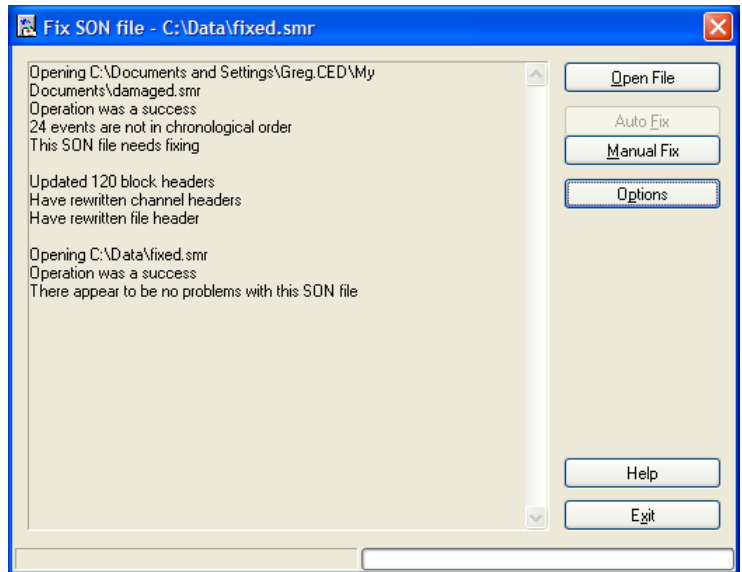 Fix SON file - C:\Data\fixed.smr
Opening C:\Documents and Settings\Greg.CED\My
Documents\damaged.smr
Operation was a success
24 events are not in chronological order
This SON file needs fixing
Updated 120 block headers
Have rewritten channel headers
Have rewritten file header
Opening C:\Data\fixed.smr
Operation was a success
There appear to be no problems with this SON file
Open File
Auto Fix
Manual Fix
Options
Help
Exit